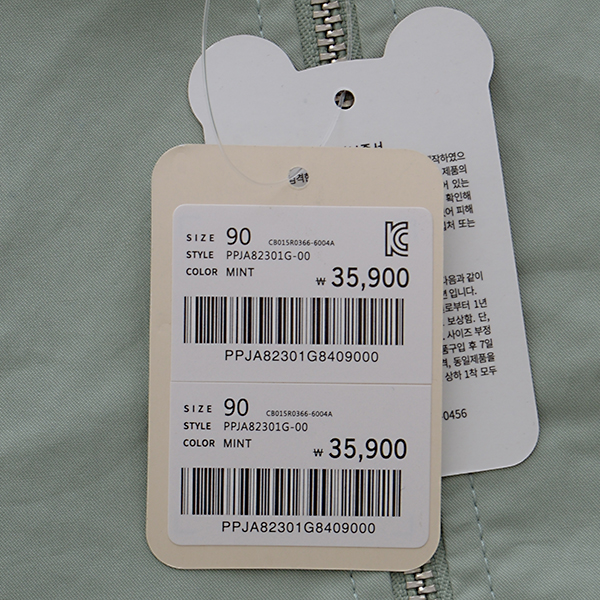 SIZE 90 CB015R0366-6004A
STYLE PPJA82301G-00
COLOR MINT ₩ 35,900
PPJA82301G8409000
SIZE 90 CB015R0366-6004A
STYLE PPJA82301G-00
COLOR MINT ₩ 35,900
PPJA82301G8409000
작하였으
제품의
있는
확인해
피해
또는
다음과 같이
입니다.
로부터 1년
보상함. 단,
사이즈 부정
품구입 후 7일
동일제품을
상하 1착 모두
0456